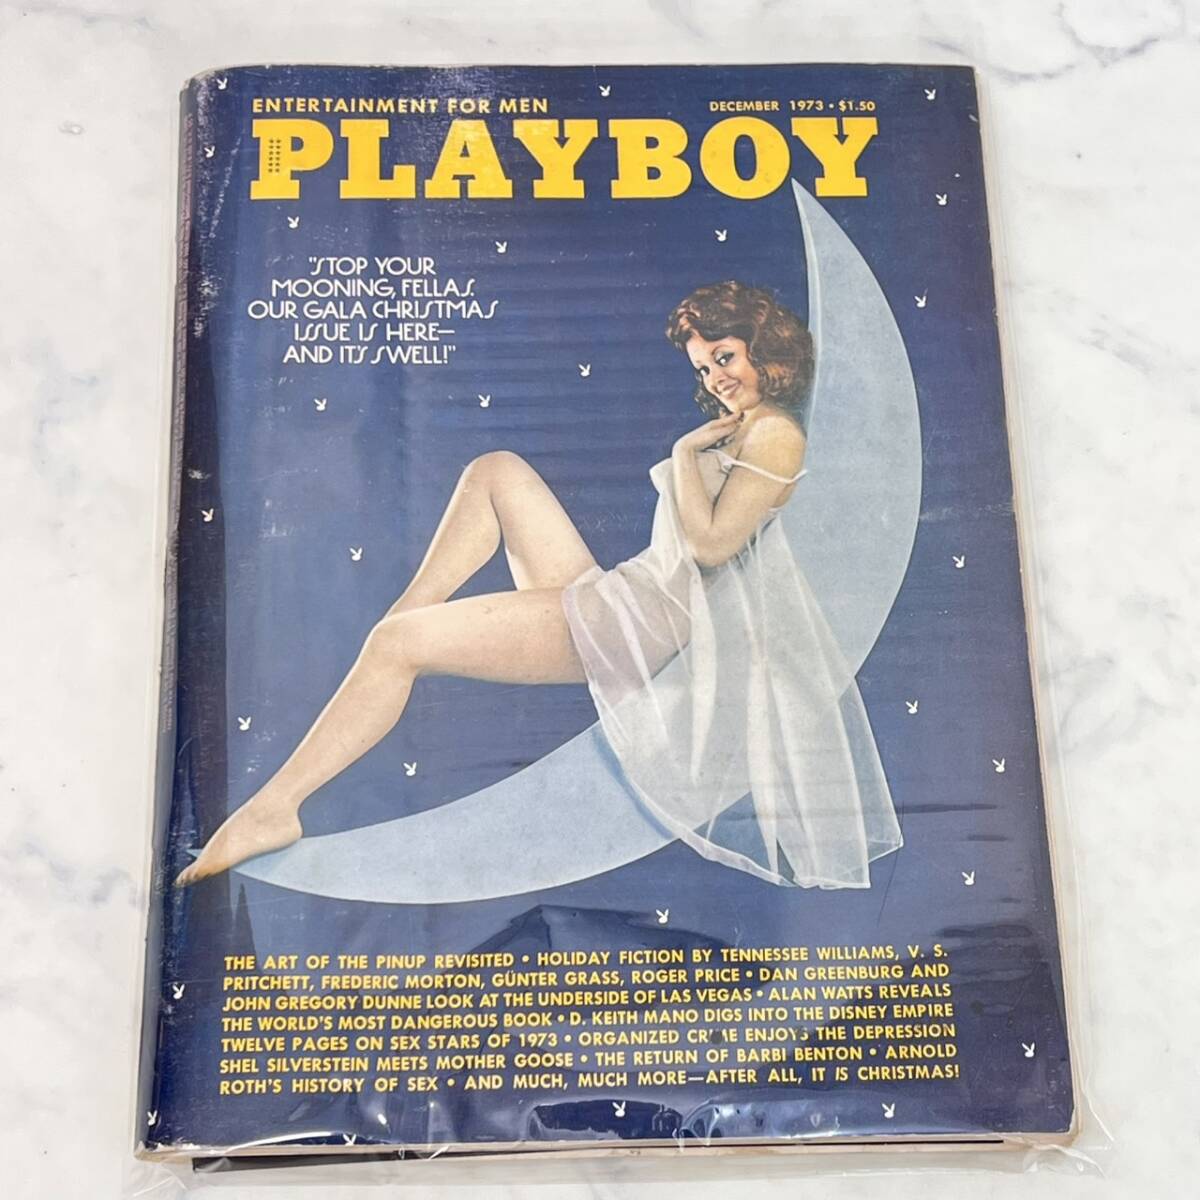 ENTERTAINMENT FOR MEN
DECEMBER 1973 • $1.50
PLAYBOY
"STOP YOUR
MOONING, FELLAS.
OUR GALA CHRISTMAS
ISSUE IS HERE—
AND IT'S SWELL!"
THE ART OF THE PINUP REVISITED • HOLIDAY FICTION BY TENNESSEE WILLIAMS, V. S.
PRITCHETT, FREDERIC MORTON, GÜNTER GRASS, ROGER PRICE • DAN GREENBURG AND
JOHN GREGORY DUNNE LOOK AT THE UNDERSIDE OF LAS VEGAS • ALAN WATTS REVEALS
THE WORLD'S MOST DANGEROUS BOOK • D. KEITH MANO DIGS INTO THE DISNEY EMPIRE
TWELVE PAGES ON SEX STARS OF 1973 • ORGANIZED CRIME ENJOYS THE DEPRESSION
SHEL SILVERSTEIN MEETS MOTHER GOOSE • THE RETURN OF BARBI BENTON • ARNOLD
ROTH'S HISTORY OF SEX • AND MUCH, MUCH MORE—AFTER ALL, IT IS CHRISTMAS!